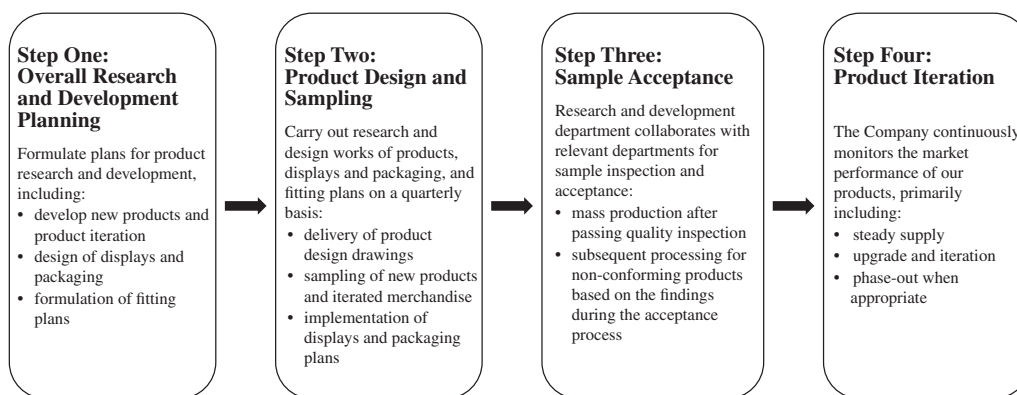 Step One:
Overall Research
and Development
Planning
Formulate plans for product
research and development,
including:
• develop new products and
product iteration
• design of displays and
packaging
• formulation of fitting
plans
Step Two:
Product Design and
Sampling
Carry out research and
design works of products,
displays and packaging, and
fitting plans on a quarterly
basis:
• delivery of product
design drawings
• sampling of new products
and iterated merchandise
• implementation of
displays and packaging
plans
Step Three:
Sample Acceptance
Research and development
department collaborates with
relevant departments for
sample inspection and
acceptance:
• mass production after
passing quality inspection
• subsequent processing for
non-conforming products
based on the findings
during the acceptance
process
Step Four:
Product Iteration
The Company continuously
monitors the market
performance of our
products, primarily
including:
• steady supply
• upgrade and iteration
• phase-out when
appropriate